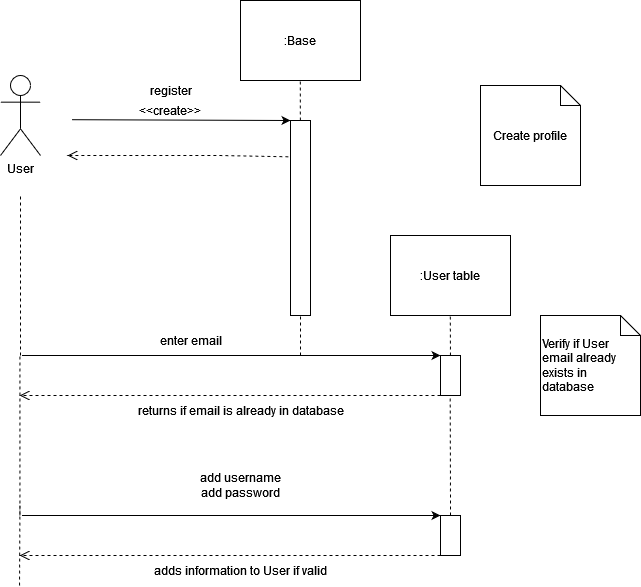 :Base
register
<<create>>
Create profile
User
:User table
enter email
Verify if User
email already
exists in
database
returns if email is already in database
add username
add password
adds information to User if valid